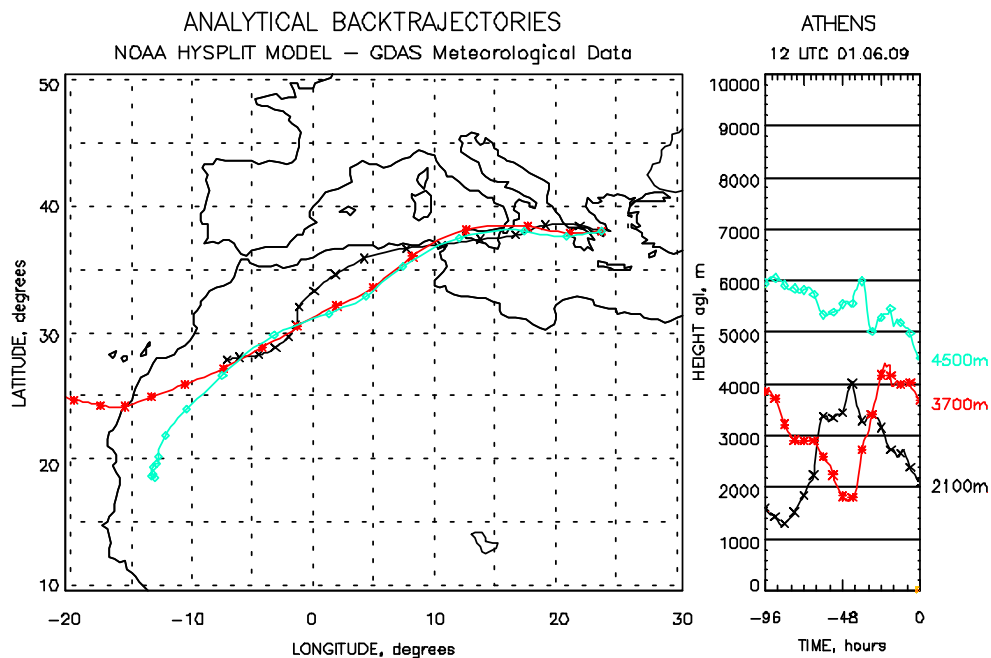 ANALYTICAL BACKTRAJECTORIES
NOAA HYSPLIT MODEL – GDAS Meteorological Data
50
40
30
20
10
LATITUDE, degrees
-20 -10 0 10 20 30
LONGITUDE, degrees
ATHENS
12 UTC 01.06.09
10000
9000
8000
7000
6000
5000
4000
3000
2000
1000
0
HEIGHT agl, m
-96 -48 0
TIME, hours
4500m
3700m
2100m